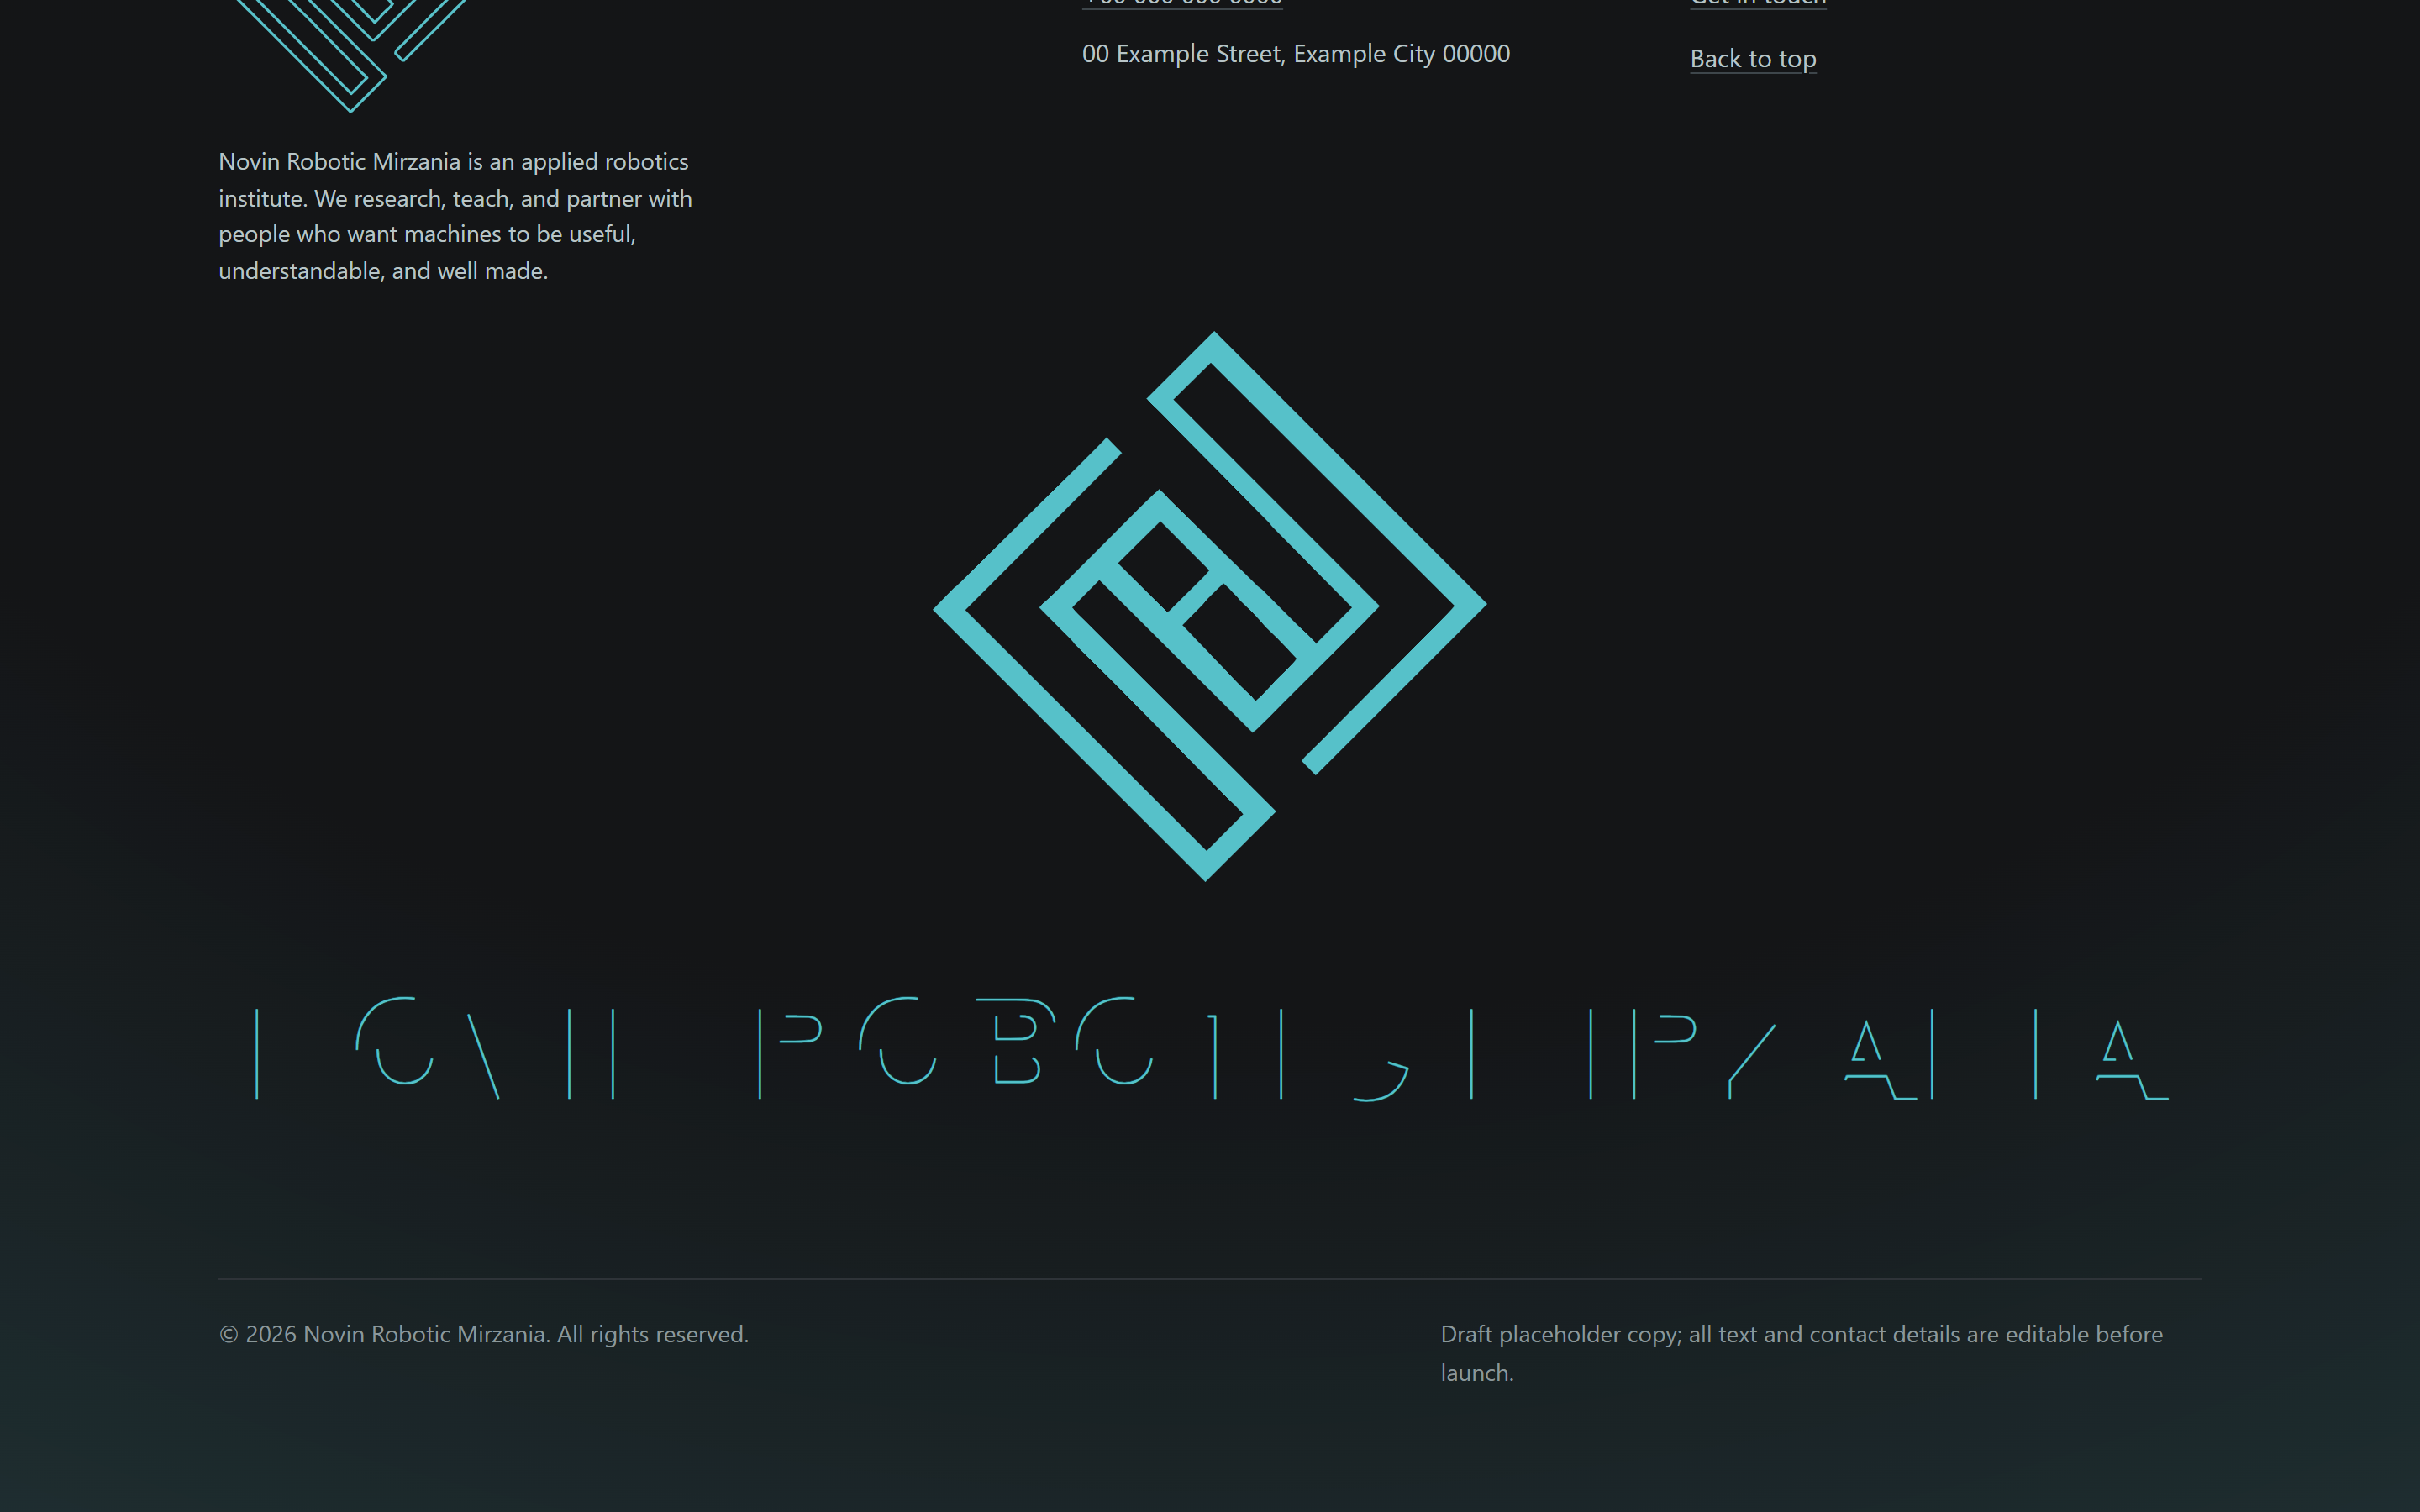 00 Example Street, Example City 00000
Back to top
Novin Robotic Mirzania is an applied robotics
institute. We research, teach, and partner with
people who want machines to be useful,
understandable, and well made.
© 2026 Novin Robotic Mirzania. All rights reserved.
Draft placeholder copy; all text and contact details are editable before
launch.